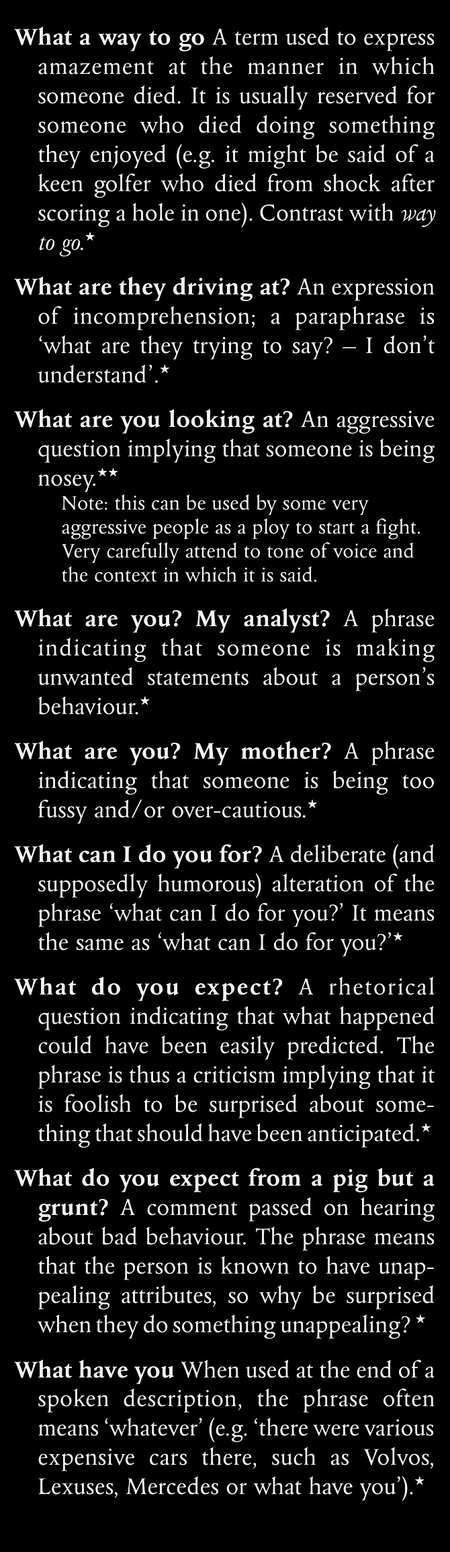 What a way to go A term used to express
amazement at the manner in which
someone died. It is usually reserved for
someone who died doing something
they enjoyed (e.g. it might be said of a
keen golfer who died from shock after
scoring a hole in one). Contrast with way
to go.★
What are they driving at? An expression
of incomprehension; a paraphrase is
‘what are they trying to say? – I don’t
understand’.★
What are you looking at? An aggressive
question implying that someone is being
nosey.★★
Note: this can be used by some very
aggressive people as a ploy to start a fight.
Very carefully attend to tone of voice and
the context in which it is said.
What are you? My analyst? A phrase
indicating that someone is making
unwanted statements about a person’s
behaviour.★
What are you? My mother? A phrase
indicating that someone is being too
fussy and/or over-cautious.★
What can I do you for? A deliberate (and
supposedly humorous) alteration of the
phrase ‘what can I do for you?’ It means
the same as ‘what can I do for you?’★
What do you expect? A rhetorical
question indicating that what happened
could have been easily predicted. The
phrase is thus a criticism implying that it
is foolish to be surprised about some-
thing that should have been anticipated.★
What do you expect from a pig but a
grunt? A comment passed on hearing
about bad behaviour. The phrase means
that the person is known to have unap-
pealing attributes, so why be surprised
when they do something unappealing? ★
What have you When used at the end of a
spoken description, the phrase often
means ‘whatever’ (e.g. ‘there were various
expensive cars there, such as Volvos,
Lexuses, Mercedes or what have you’).★